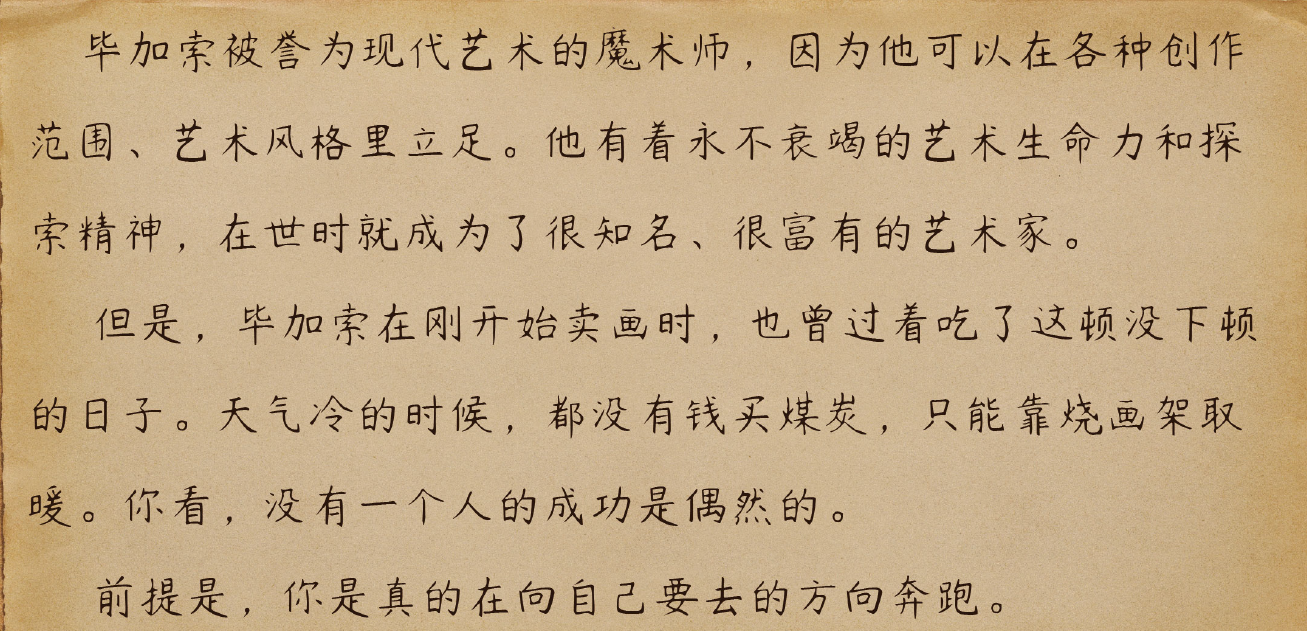 毕加索被誉为现代艺术的魔术师，因为他可以在各种创作
范围、艺术风格里立足。他有着永不衰竭的艺术生命力和探
索精神，在世时就成为了很知名、很富有的艺术家。
但是，毕加索在刚开始卖画时，也曾过着吃了这顿没下顿
的日子。天气冷的时候，都没有钱买煤炭，只能靠烧画架取
暖。你看，没有一个人的成功是偶然的。
前提是，你是真的在向自己要去的方向奔跑。